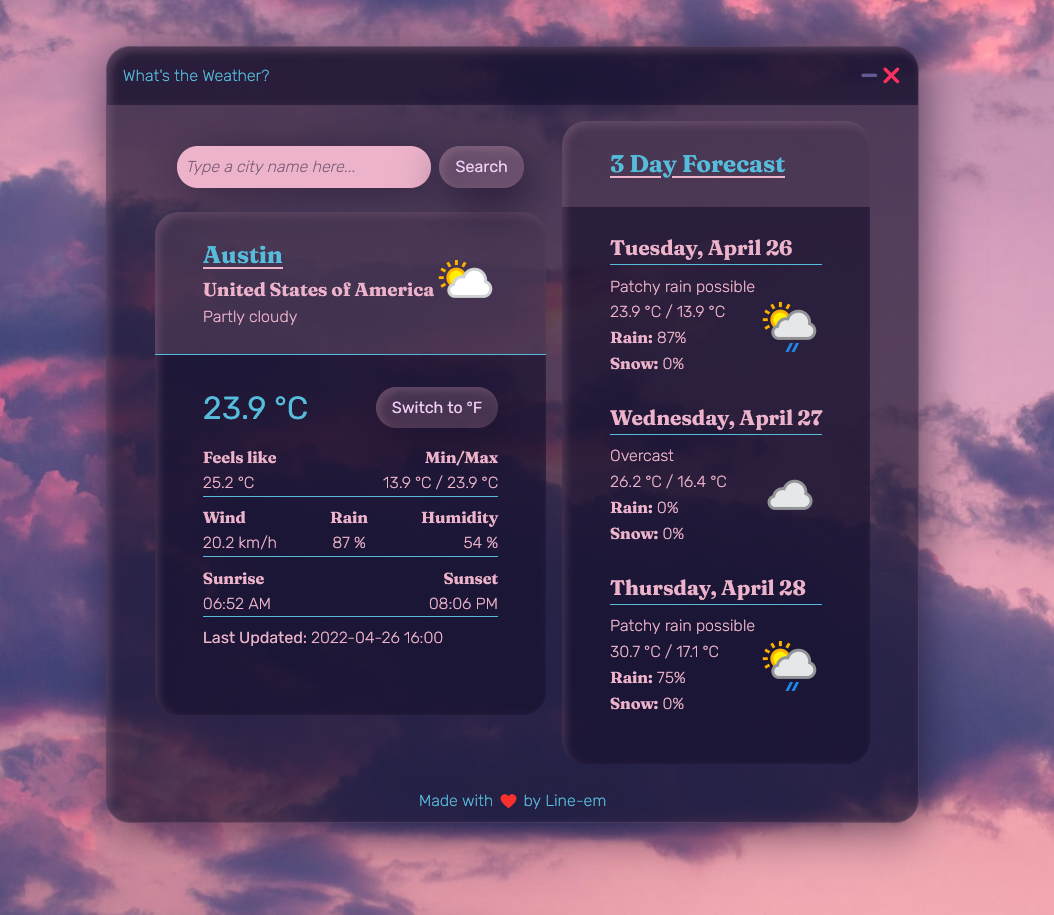 What's the Weather?
Type a city name here...
Search
Austin
United States of America
Partly cloudy
23.9 °C
Switch to °F
Feels like Min/Max
25.2 °C 13.9 °C / 23.9 °C
Wind Rain Humidity
20.2 km/h 87 % 54 %
Sunrise Sunset
06:52 AM 08:06 PM
Last Updated: 2022-04-26 16:00
3 Day Forecast
Tuesday, April 26
Patchy rain possible
23.9 °C / 13.9 °C
Rain: 87%
Snow: 0%
Wednesday, April 27
Overcast
26.2 °C / 16.4 °C
Rain: 0%
Snow: 0%
Thursday, April 28
Patchy rain possible
30.7 °C / 17.1 °C
Rain: 75%
Snow: 0%
Made with ❤ by Line-em